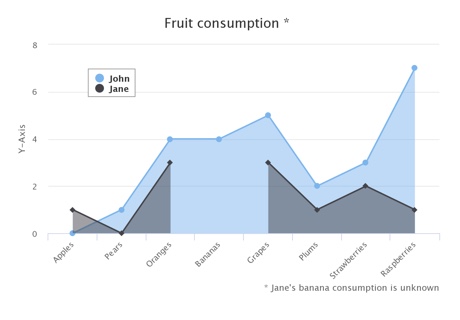 Fruit consumption *
8
6
4
2
0
Y-Axis
John
Jane
Apples
Pears
Oranges
Bananas
Grapes
Plums
Strawberries
Raspberries
* Jane's banana consumption is unknown